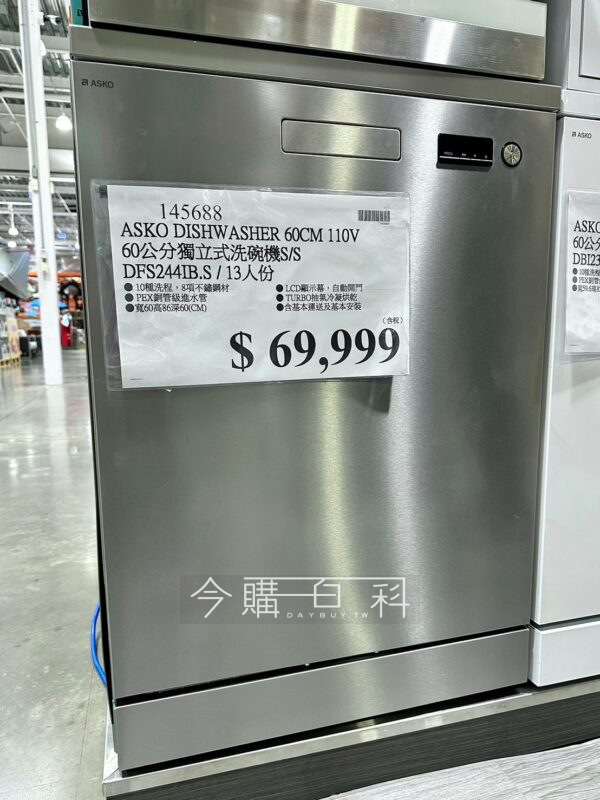 ASKO
ASKO
145688
ASKO DISHWASHER 60CM 110V
60公分獨立式洗碗機S/S
DFS244IB.S / 13人份
● 10種洗程，8項不鏽鋼材
● PEX銅管級進水管
● 寬60高86深60(CM)
● LCD顯示幕，自動開門
● TURBO抽氣冷凝烘乾
● 含基本運送及基本安裝
(含稅)
$ 69,999
ASK
60公分
DBI23
今購百科
DAYBUY.TW